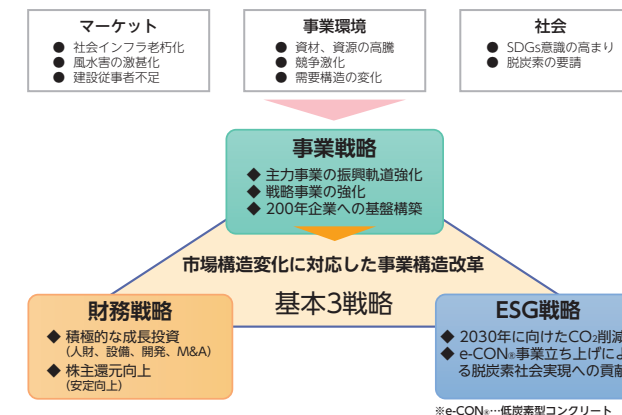 マーケット
● 社会インフラ老朽化
● 風水害の激甚化
● 建設従事者不足
事業環境
● 資材、資源の高騰
● 競争激化
● 需要構造の変化
社会
● SDGs意識の高まり
● 脱炭素の要請
事業戦略
◆ 主力事業の振興軌道強化
◆ 戦略事業の強化
◆ 200年企業への基盤構築
市場構造変化に対応した事業構造改革
基本3戦略
財務戦略
◆ 積極的な成長投資
(人財、設備、開発、M&A)
◆ 株主還元向上
(安定向上)
ESG戦略
◆ 2030年に向けたCO₂削減
◆ e-CON®事業立ち上げによ
る脱炭素社会実現への貢献
※e-CON®…低炭素型コンクリート